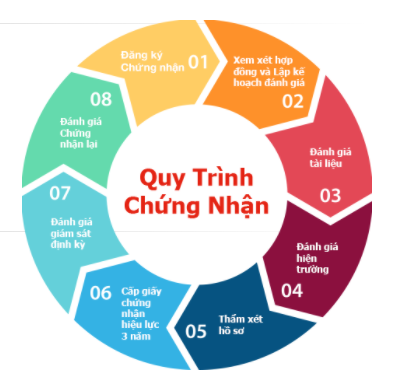 Quy Trình
Chứng Nhận
Đăng ký
Chứng nhận
01
Xem xét hợp
đồng và Lập kế
hoạch đánh giá
02
Đánh giá
tài liệu
03
Đánh giá
hiện
trường
04
Thẩm xét
hồ sơ
05
Cấp giấy
chứng
nhận
hiệu lực
3 năm
06
Đánh giá
giám sát
định kỳ
07
Đánh giá
Chứng
nhận lại
08